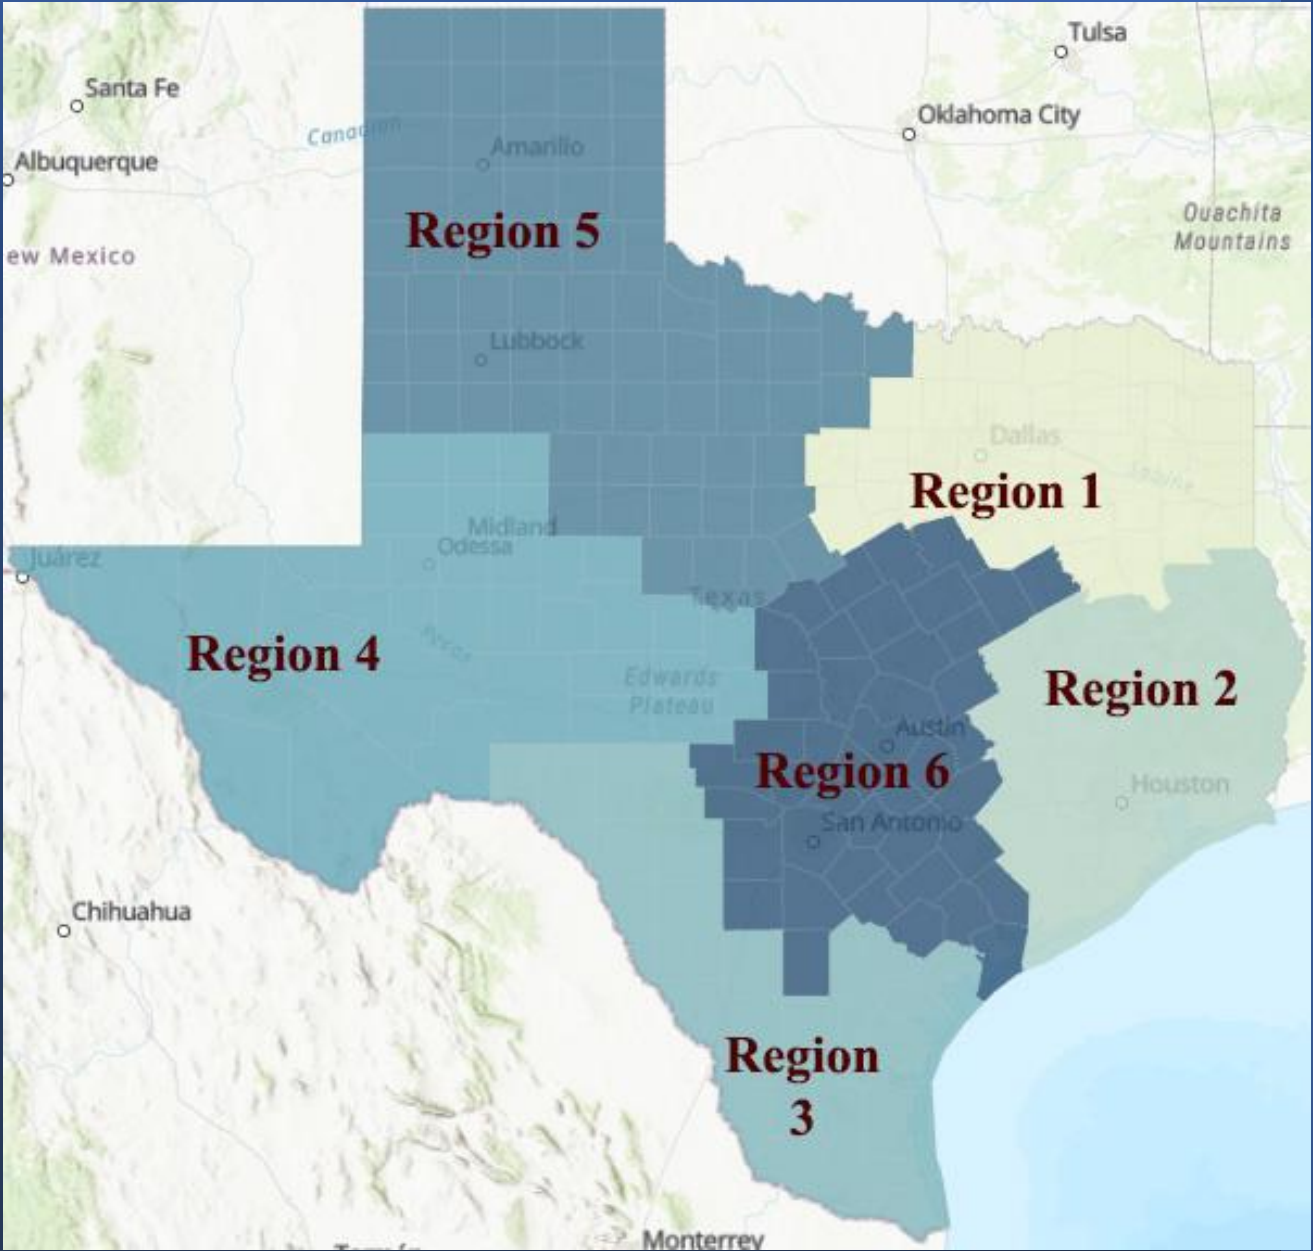 Tulsa
Santa Fe
Oklahoma City
Canadian
Amarillo
Albuquerque
Ouachita
Mountains
Region 5
ew Mexico
Lubbock
Dallas
Sabine
Region 1
Midland
Odessa
Juárez
Texas
Pecos
Region 4
Edwards
Plateau
Region 2
Austin
Region 6
Houston
San Antonio
Chihuahua
Region
3
Monterrey